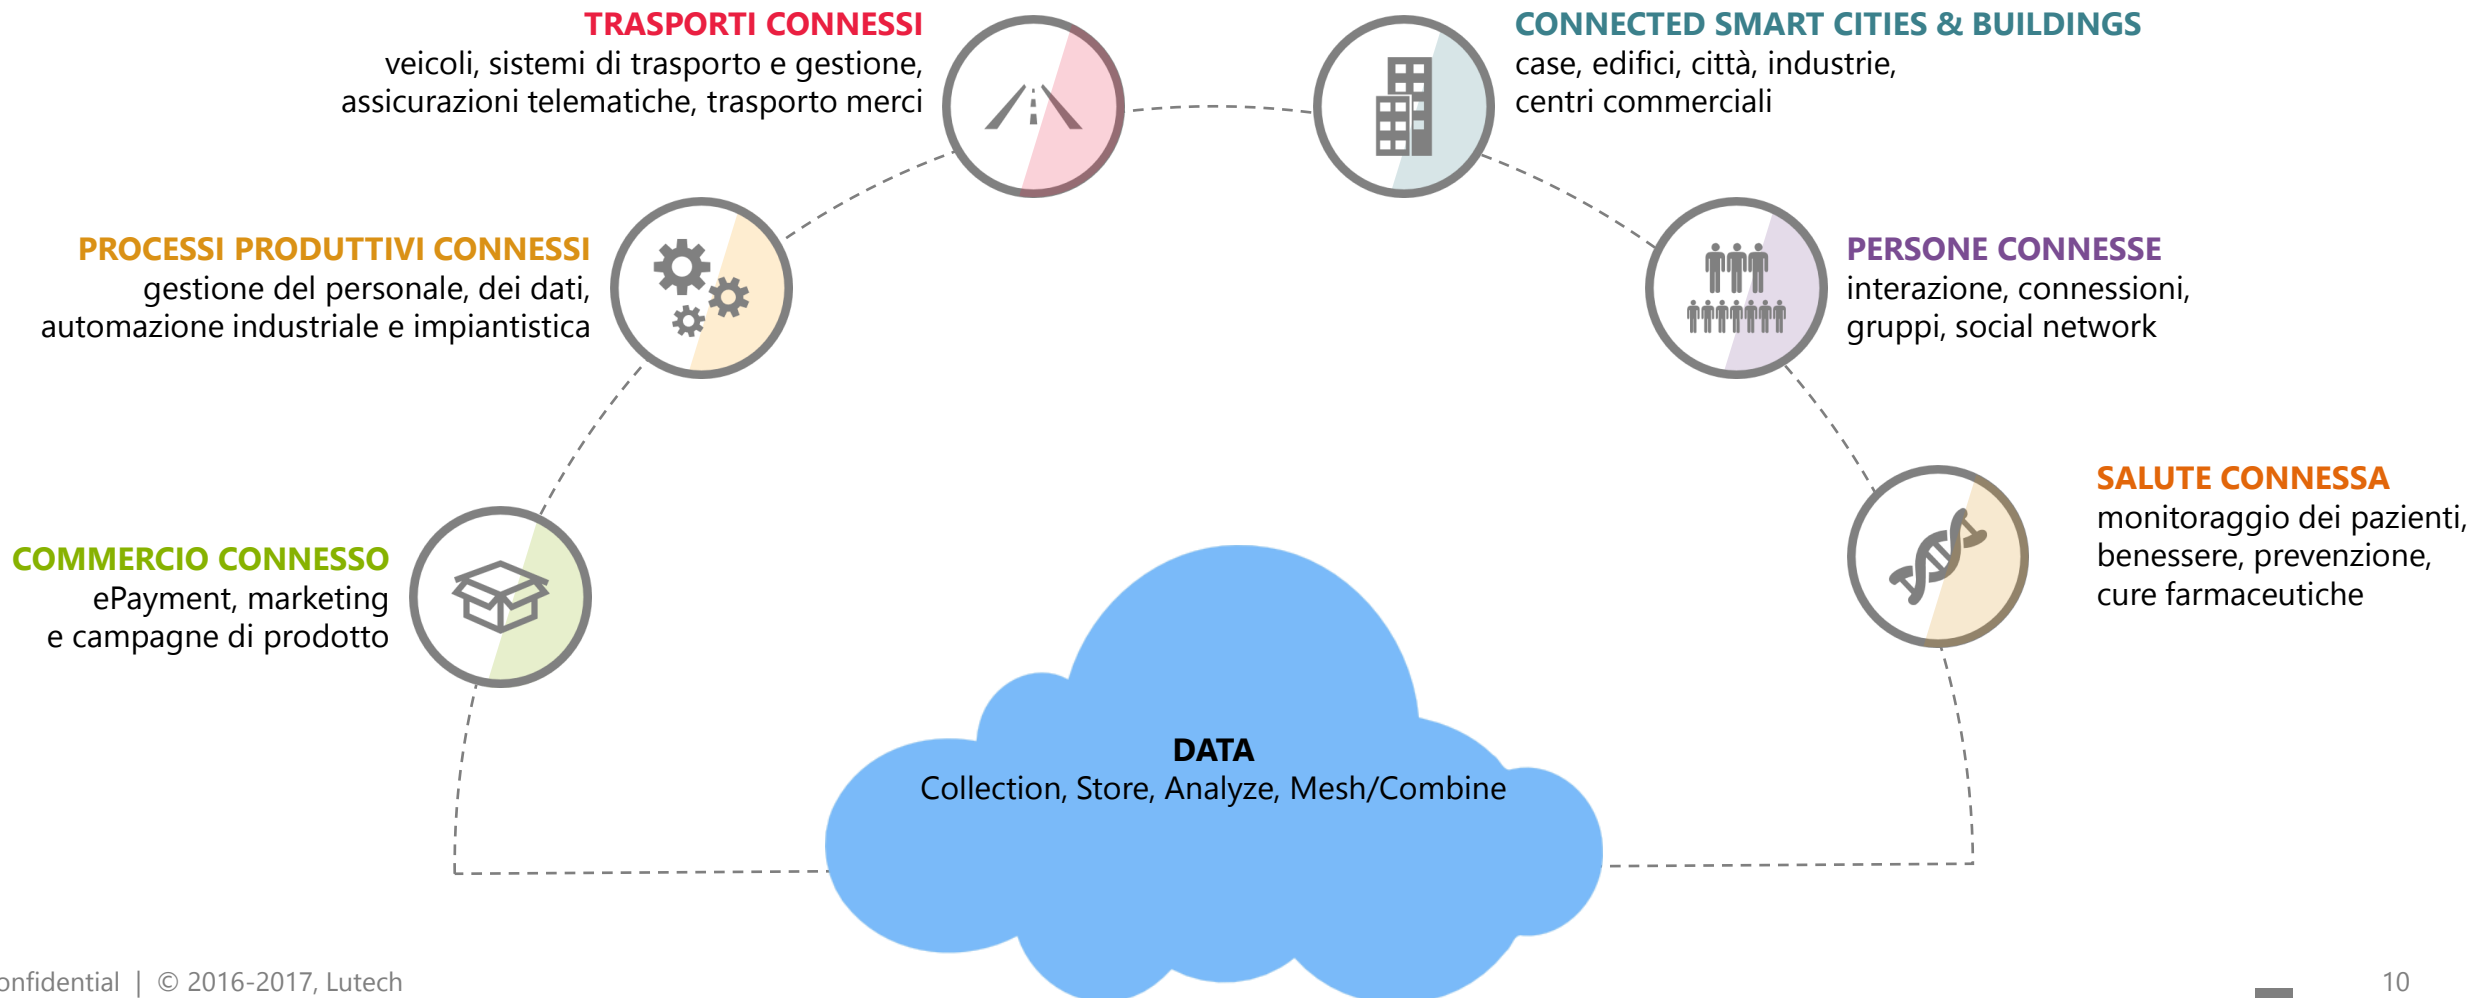 TRASPORTI CONNESSI
veicoli, sistemi di trasporto e gestione,
assicurazioni telematiche, trasporto merci
CONNECTED SMART CITIES & BUILDINGS
case, edifici, città, industrie,
centri commerciali
PROCESSI PRODUTTIVI CONNESSI
gestione del personale, dei dati,
automazione industriale e impiantistica
PERSONE CONNESSE
interazione, connessioni,
gruppi, social network
COMMERCIO CONNESSO
ePayment, marketing
e campagne di prodotto
SALUTE CONNESSA
monitoraggio dei pazienti,
benessere, prevenzione,
cure farmaceutiche
DATA
Collection, Store, Analyze, Mesh/Combine
onfidential | © 2016-2017, Lutech
10